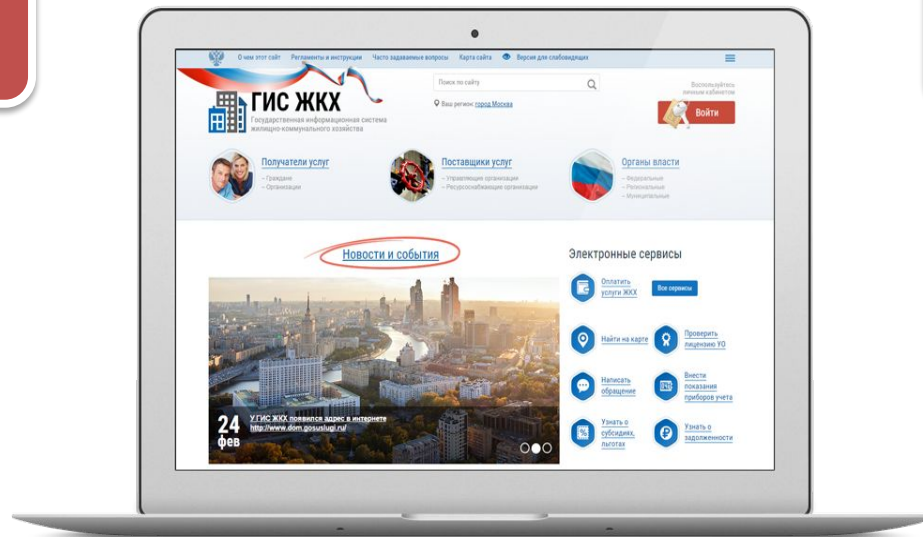 О чем этот сайт Регламенты и инструкции Часто задаваемые вопросы Карта сайта Версия для слабовидящих
Поиск по сайту
Ваш регион: город Москва
Воспользуйтесь
личным кабинетом
Войти
ГИС ЖКХ
Государственная информационная система
жилищно-коммунального хозяйства
Получатели услуг
– Граждане
– Организации
Поставщики услуг
– Управляющие организации
– Ресурсоснабжающие организации
Органы власти
– Федеральные
– Региональные
– Муниципальные
Новости и события
24
фев
У ГИС ЖКХ появился адрес в интернете
http://www.dom.gosuslugi.ru/
Электронные сервисы
Оплатить
услуги ЖКХ
Все сервисы
Найти на карте
Проверить
лицензию УО
Написать
обращение
Внести
показания
приборов учета
Узнать о
субсидиях,
льготах
Узнать о
задолженности